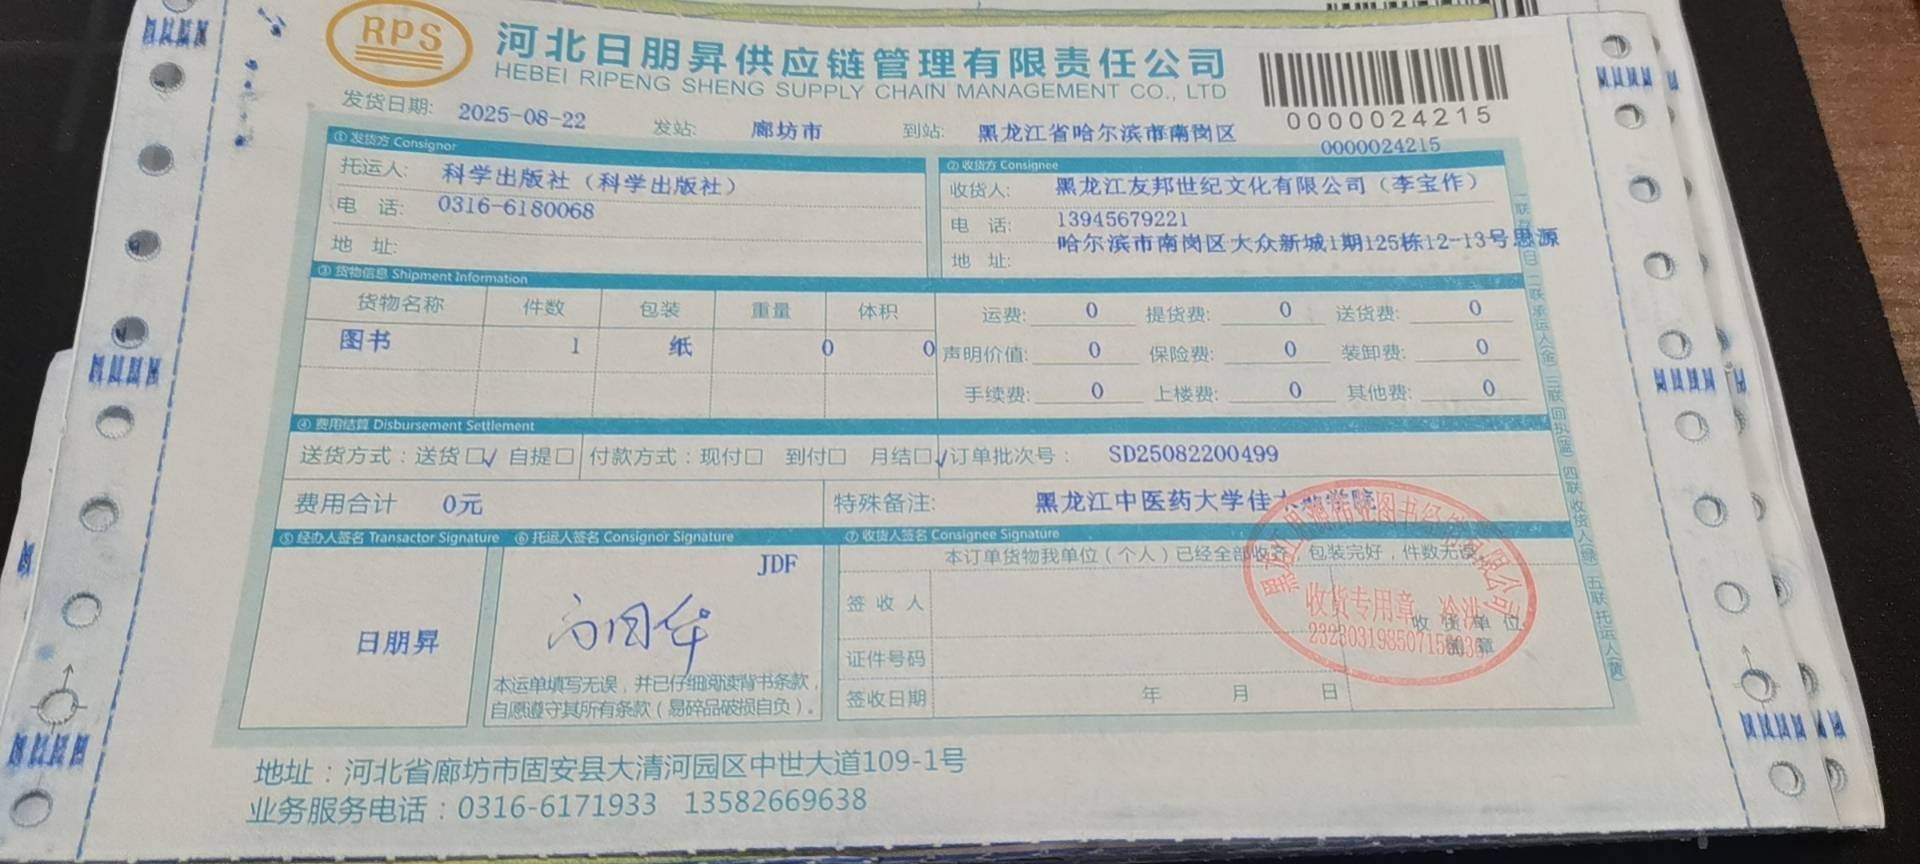 RPS
河北日朋昇供应链管理有限责任公司
HEBEI RIPENG SHENG SUPPLY CHAIN MANAGEMENT CO., LTD
0000024215
发货日期: 2025-08-22 发站: 廊坊市 到站: 黑龙江省哈尔滨市南岗区 0000024215
① 发货方 Consignor
托运人: 科学出版社（科学出版社）
电 话: 0316-6180068
地 址:
② 收货方 Consignee
收货人: 黑龙江友邦世纪文化有限公司（李宝作）
电 话: 13945679221
地 址: 哈尔滨市南岗区大众新城1期125栋12-13号思源
③ 货物信息 Shipment Information
货物名称 件数 包装 重量 体积
图书 1 纸 0 0
运费: 0 提货费: 0 送货费: 0
声明价值: 0 保险费: 0 装卸费: 0
手续费: 0 上楼费: 0 其他费: 0
④ 费用结算 Disbursement Settlement
送货方式：送货□√ 自提□ 付款方式：现付□ 到付□ 月结□√ 订单批次号： SD25082200499
费用合计 0元 特殊备注: 黑龙江中医药大学佳木斯学院
⑤ 经办人签名 Transactor Signature ⑥ 托运人签名 Consignor Signature ⑦ 收货人签名 Consignee Signature
日朋昇
JDF
本运单填写无误，并已仔细阅读背书条款，
自愿遵守其所有条款（易碎品破损自负）。
本订单货物我单位（个人）已经全部收齐，包装完好，件数无误。
签 收 人
证件号码
签收日期 年 月 日
收 货 单 位
盖 章
收货专用章
地址：河北省廊坊市固安县大清河园区中世大道109-1号
业务服务电话：0316-6171933 13582669638